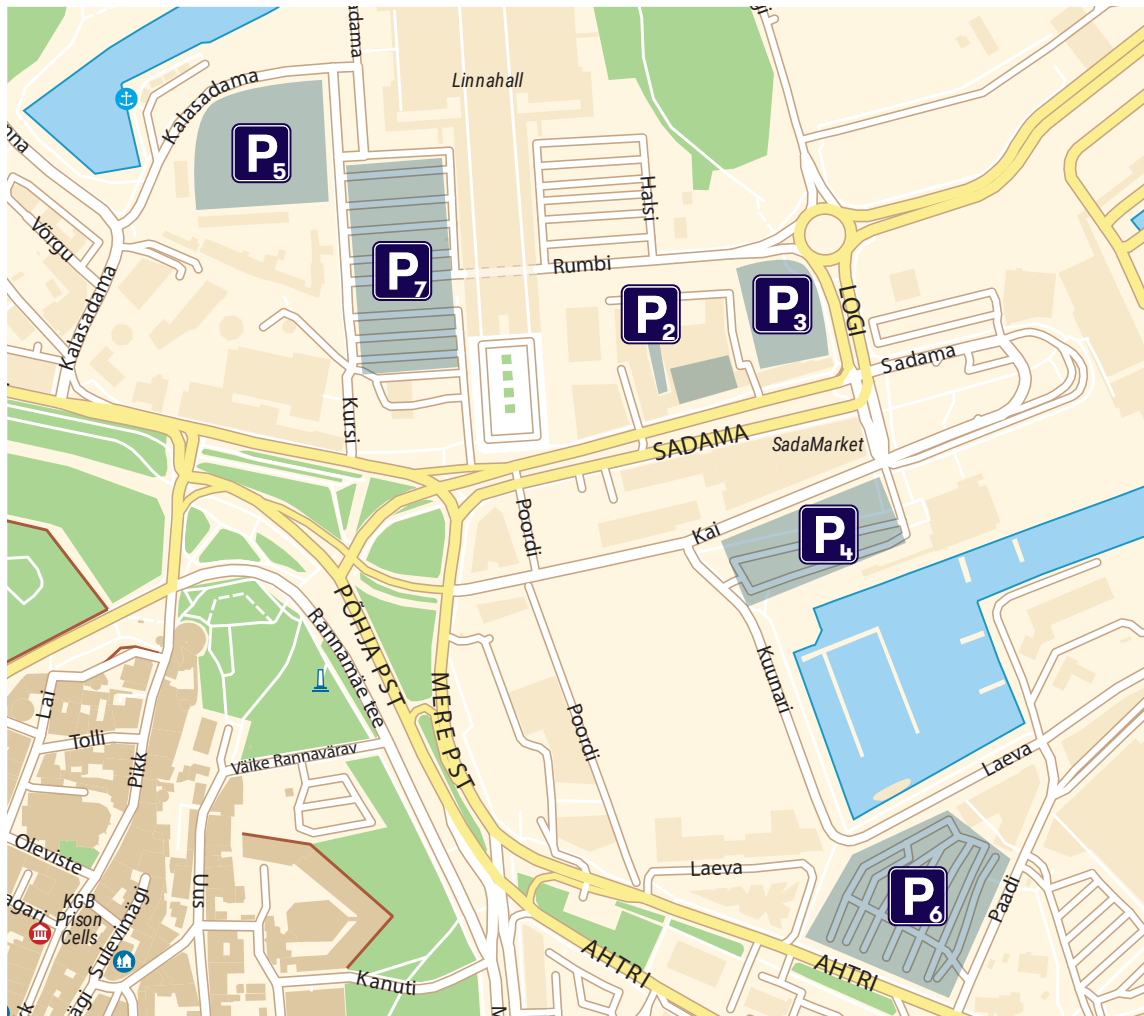 Linnahall
Kalasadama
P5
Halsi
Võrgu
Rumbi
P7
P2
P3
LOGI
Kalasadama
Sadama
Kursi
SADAMA
SadaMarket
Poordi
Kai
P4
PÕHJA PST
Rannamäe tee
MERE PST
Kuunari
Lai
Tolli
Pikk
Väike Rannavärav
Poordi
Laeva
Oleviste
Uus
Laeva
KGB
Prison
Cells
Sulevimägi
P6
Paadi
AHTRI
AHTRI
Kanuti